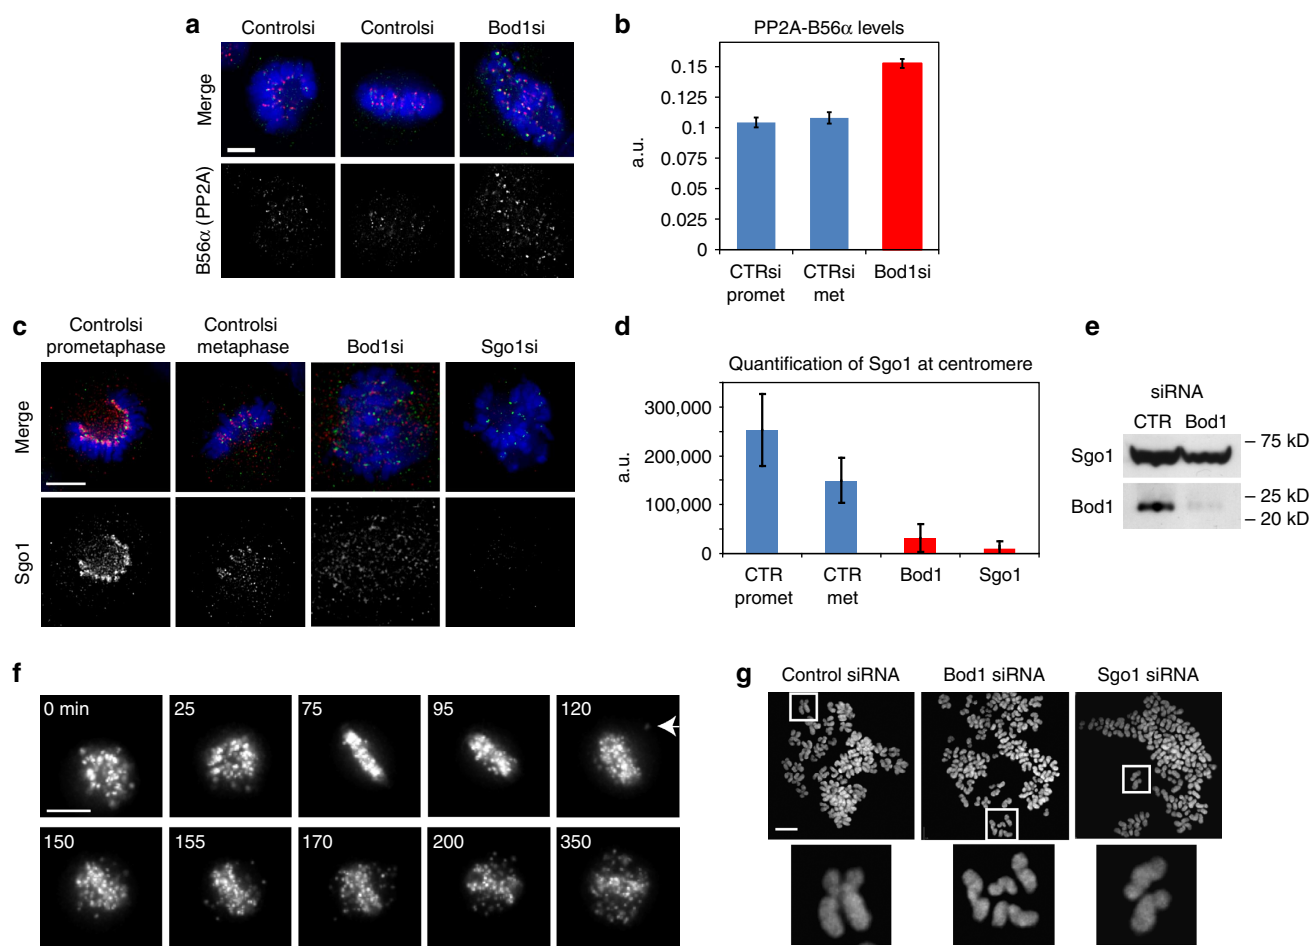 a
Controlsi
Controlsi
Bod1si
Merge
B56α (PP2A)
b
PP2A-B56α levels
a.u.
0.15
0.125
0.1
0.075
0.05
0.025
0
CTRsi promet
CTRsi met
Bod1si
c
Controlsi prometaphase
Controlsi metaphase
Bod1si
Sgo1si
Merge
Sgo1
d
Quantification of Sgo1 at centromere
a.u.
300,000
200,000
100,000
0
CTR promet
CTR met
Bod1
Sgo1
e
siRNA
CTR Bod1
Sgo1
– 75 kD
Bod1
– 25 kD
– 20 kD
f
0 min
25
75
95
120
150
155
170
200
350
g
Control siRNA
Bod1 siRNA
Sgo1 siRNA